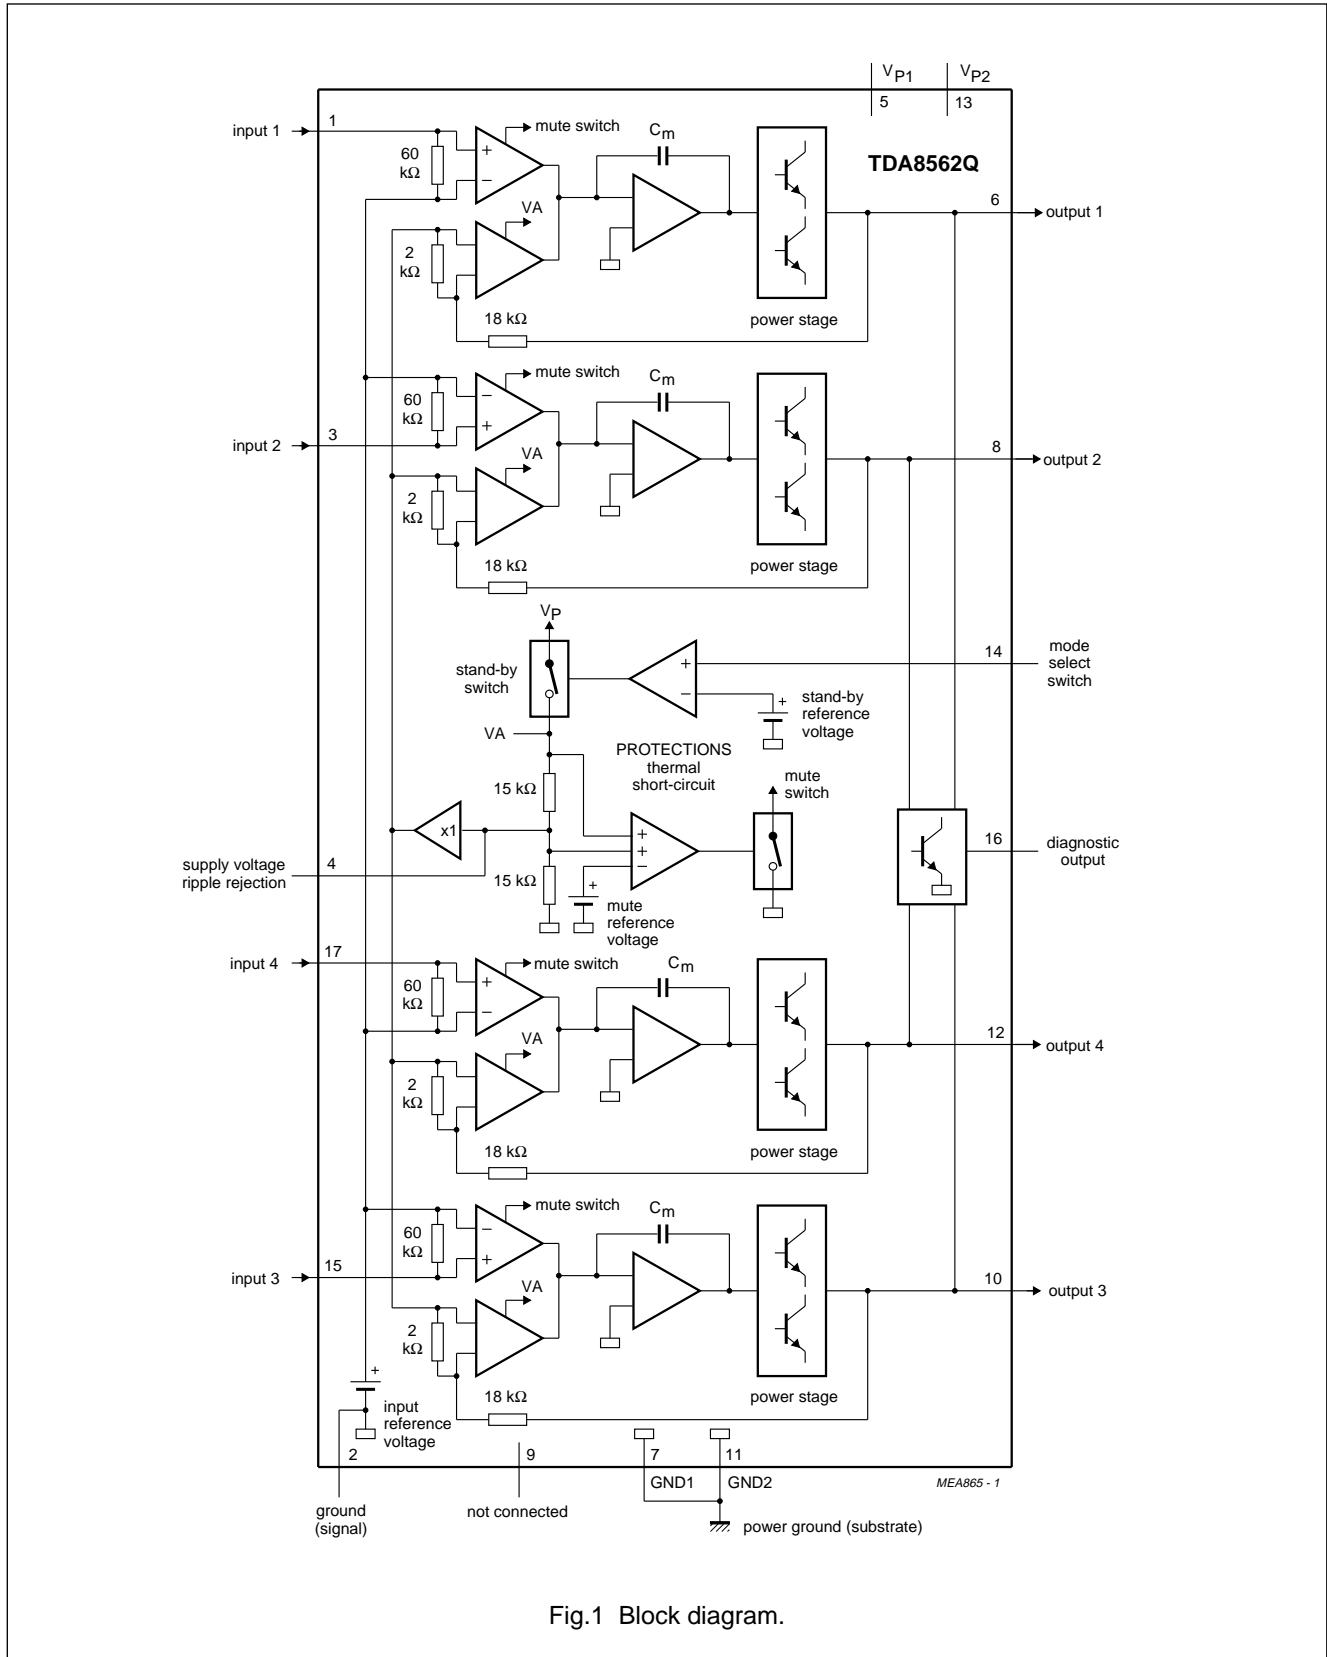 VP1 VP2
5 13
input 1 1 mute switch Cm
60 kΩ + −
TDA8562Q
VA
6 output 1
2 kΩ
18 kΩ power stage
mute switch Cm
60 kΩ − +
input 2 3
VA
8 output 2
2 kΩ
18 kΩ power stage
VP
stand-by switch
+ −
14 mode select switch
+ stand-by reference voltage
VA
PROTECTIONS
thermal
short-circuit
mute switch
15 kΩ
x1
+ + −
16 diagnostic output
supply voltage ripple rejection 4
15 kΩ
+ mute reference voltage
input 4 17 mute switch Cm
60 kΩ + −
VA
12 output 4
2 kΩ
18 kΩ power stage
mute switch Cm
60 kΩ − +
input 3 15
VA
10 output 3
2 kΩ
18 kΩ power stage
+ input reference voltage
2 9 7 11
GND1 GND2
MEA865 - 1
ground (signal)
not connected
power ground (substrate)
Fig.1 Block diagram.